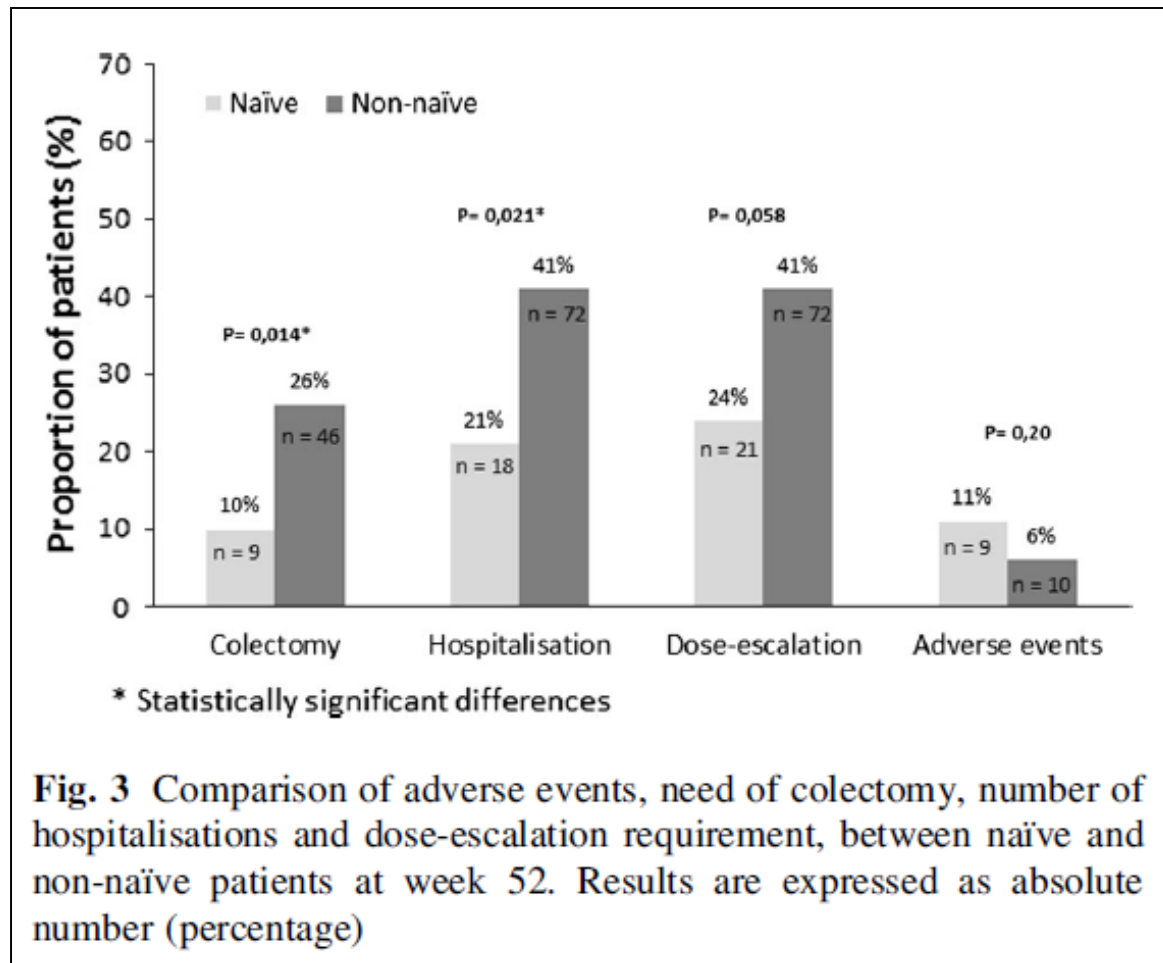 Proportion of patients (%)
70
60
50
40
30
20
10
0
Naïve Non-naïve
P= 0,014*
10%
n = 9
26%
n = 46
P= 0,021*
21%
n = 18
41%
n = 72
P= 0,058
24%
n = 21
41%
n = 72
P= 0,20
11%
n = 9
6%
n = 10
Colectomy Hospitalisation Dose-escalation Adverse events
* Statistically significant differences
Fig. 3 Comparison of adverse events, need of colectomy, number of
hospitalisations and dose-escalation requirement, between naïve and
non-naïve patients at week 52. Results are expressed as absolute
number (percentage)